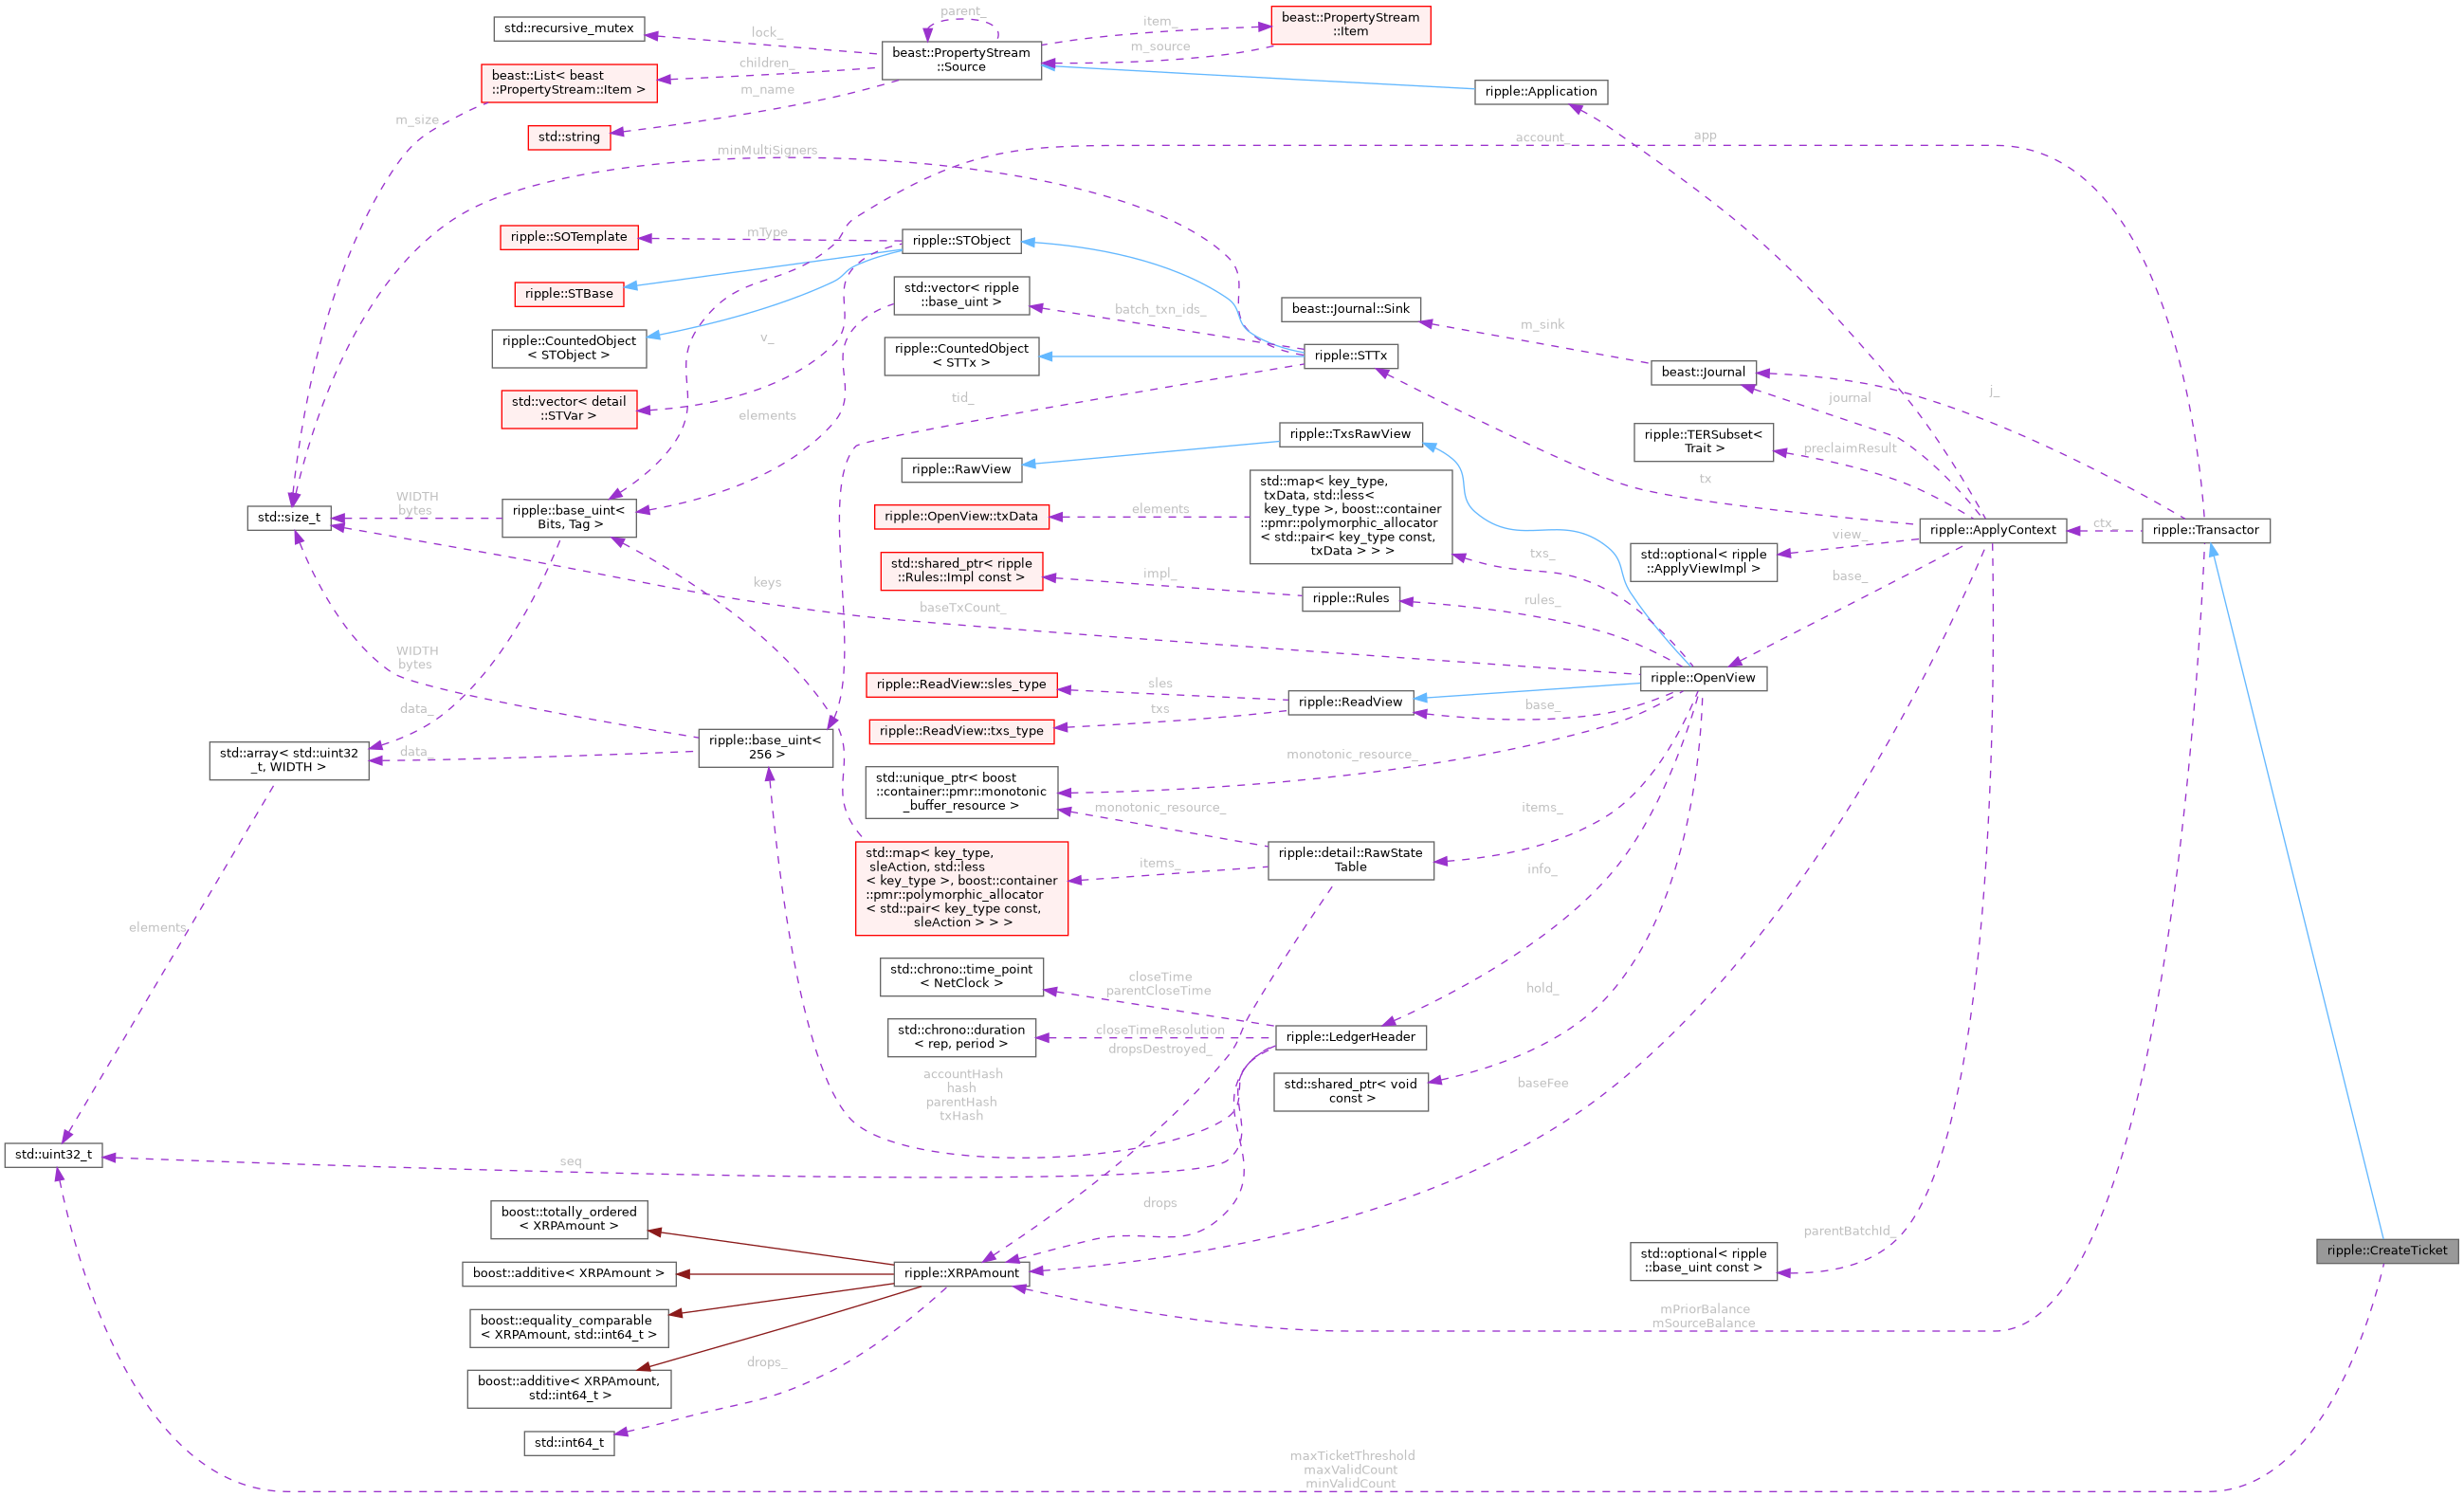 parent_
item_
beast::PropertyStream
::Item
std::recursive_mutex
lock_
beast::PropertyStream
::Source
m_source
children_
beast::List< beast
::PropertyStream::Item >
m_name
ripple::Application
m_size
std::string
account_
app
minMultiSigners
ripple::SOTemplate
mType
ripple::STObject
ripple::STBase
std::vector< ripple
::base_uint >
beast::Journal::Sink
batch_txn_ids_
m_sink
ripple::CountedObject
< STObject >
v_
ripple::CountedObject
< STTx >
ripple::STTx
beast::Journal
j_
std::vector< detail
::STVar >
tid_
journal
elements
ripple::TxsRawView
ripple::TERSubset<
Trait >
preclaimResult
ripple::RawView
tx
std::map< key_type,
txData, std::less<
key_type >, boost::container
::pmr::polymorphic_allocator
< std::pair< key_type const,
txData > > >
WIDTH
bytes
std::size_t
ripple::base_uint<
Bits, Tag >
ripple::OpenView::txData
elements
ripple::ApplyContext
ctx_
ripple::Transactor
view_
std::optional< ripple
::ApplyViewImpl >
txs_
std::shared_ptr< ripple
::Rules::Impl const >
impl_
base_
keys
ripple::Rules
rules_
baseTxCount_
WIDTH
bytes
ripple::OpenView
ripple::ReadView::sles_type
sles
ripple::ReadView
base_
data_
txs
ripple::ReadView::txs_type
std::array< std::uint32
_t, WIDTH >
data_
ripple::base_uint<
256 >
monotonic_resource_
std::unique_ptr< boost
::container::pmr::monotonic
_buffer_resource >
monotonic_resource_
items_
std::map< key_type,
sleAction, std::less
< key_type >, boost::container
::pmr::polymorphic_allocator
< std::pair< key_type const,
sleAction > > >
items_
ripple::detail::RawState
Table
info_
elements
std::chrono::time_point
< NetClock >
closeTime
parentCloseTime
hold_
std::chrono::duration
< rep, period >
closeTimeResolution
ripple::LedgerHeader
dropsDestroyed_
accountHash
hash
parentHash
txHash
std::shared_ptr< void
const >
baseFee
std::uint32_t
seq
drops
boost::totally_ordered
< XRPAmount >
parentBatchId_
std::optional< ripple
::base_uint const >
ripple::CreateTicket
boost::additive< XRPAmount >
ripple::XRPAmount
mPriorBalance
mSourceBalance
boost::equality_comparable
< XRPAmount, std::int64_t >
drops_
boost::additive< XRPAmount,
std::int64_t >
std::int64_t
maxTicketThreshold
maxValidCount
minValidCount